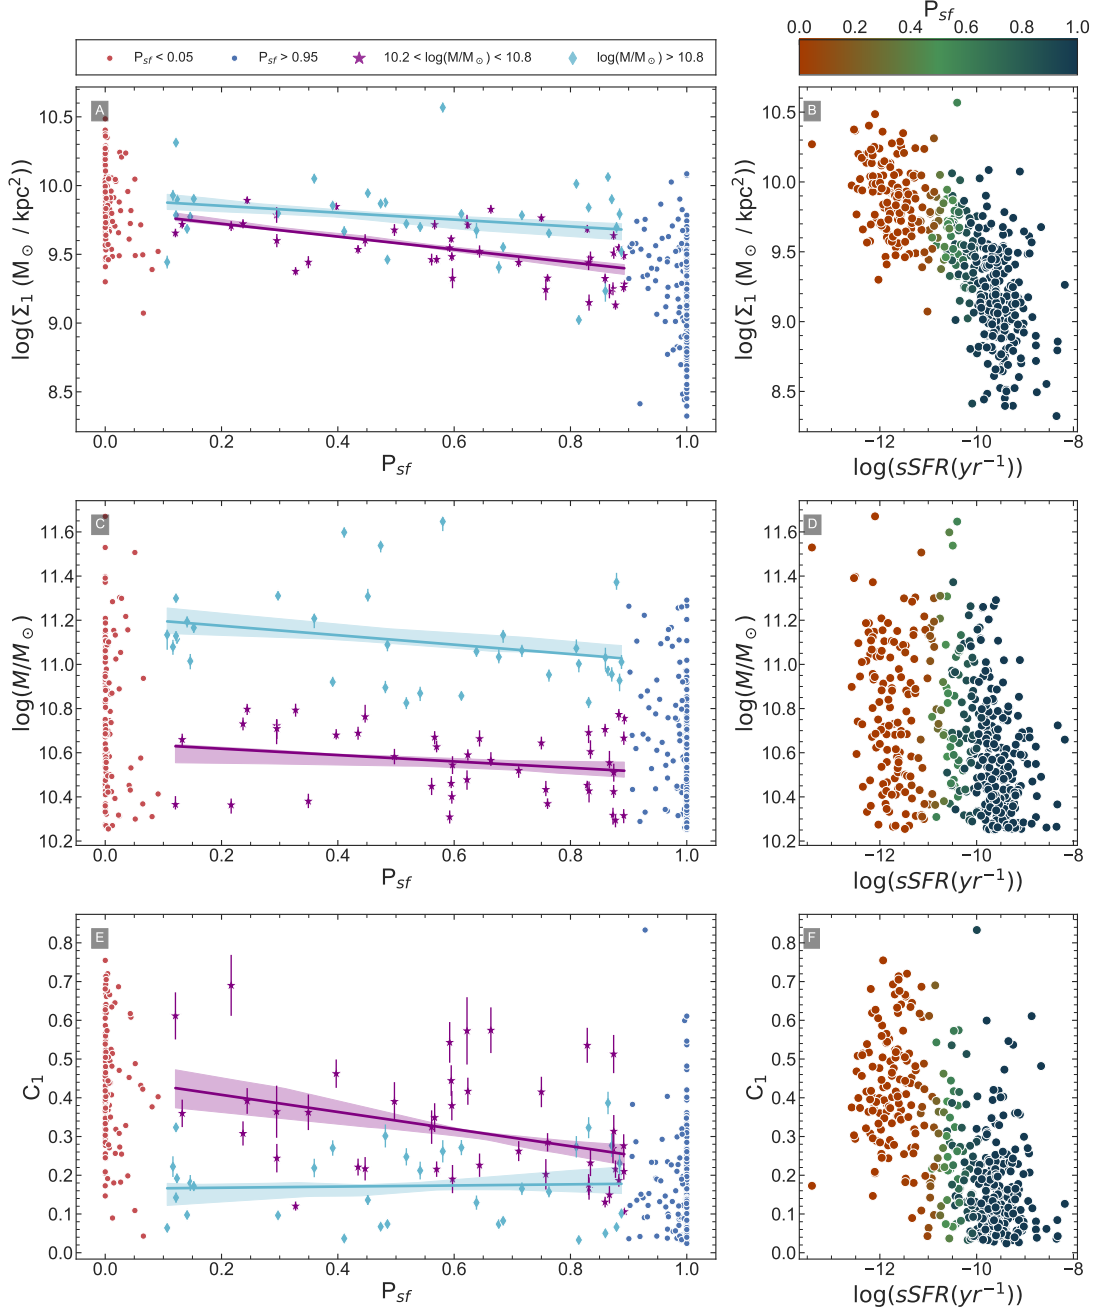 P_sf
0.0 0.2 0.4 0.6 0.8 1.0
P_sf < 0.05 P_sf > 0.95 10.2 < log(M/M_⊙) < 10.8 log(M/M_⊙) > 10.8
A
10.5
10.0
9.5
9.0
8.5
log(Σ_1 (M_⊙ / kpc²))
0.0 0.2 0.4 0.6 0.8 1.0
P_sf
B
10.5
10.0
9.5
9.0
8.5
log(Σ_1 (M_⊙ / kpc²))
−12 −10 −8
log(sSFR(yr⁻¹))
C
11.6
11.4
11.2
11.0
10.8
10.6
10.4
10.2
log(M/M_⊙)
0.0 0.2 0.4 0.6 0.8 1.0
P_sf
D
11.6
11.4
11.2
11.0
10.8
10.6
10.4
10.2
log(M/M_⊙)
−12 −10 −8
log(sSFR(yr⁻¹))
E
0.8
0.7
0.6
0.5
0.4
0.3
0.2
0.1
0.0
C_1
0.0 0.2 0.4 0.6 0.8 1.0
P_sf
F
0.8
0.7
0.6
0.5
0.4
0.3
0.2
0.1
0.0
C_1
−12 −10 −8
log(sSFR(yr⁻¹))